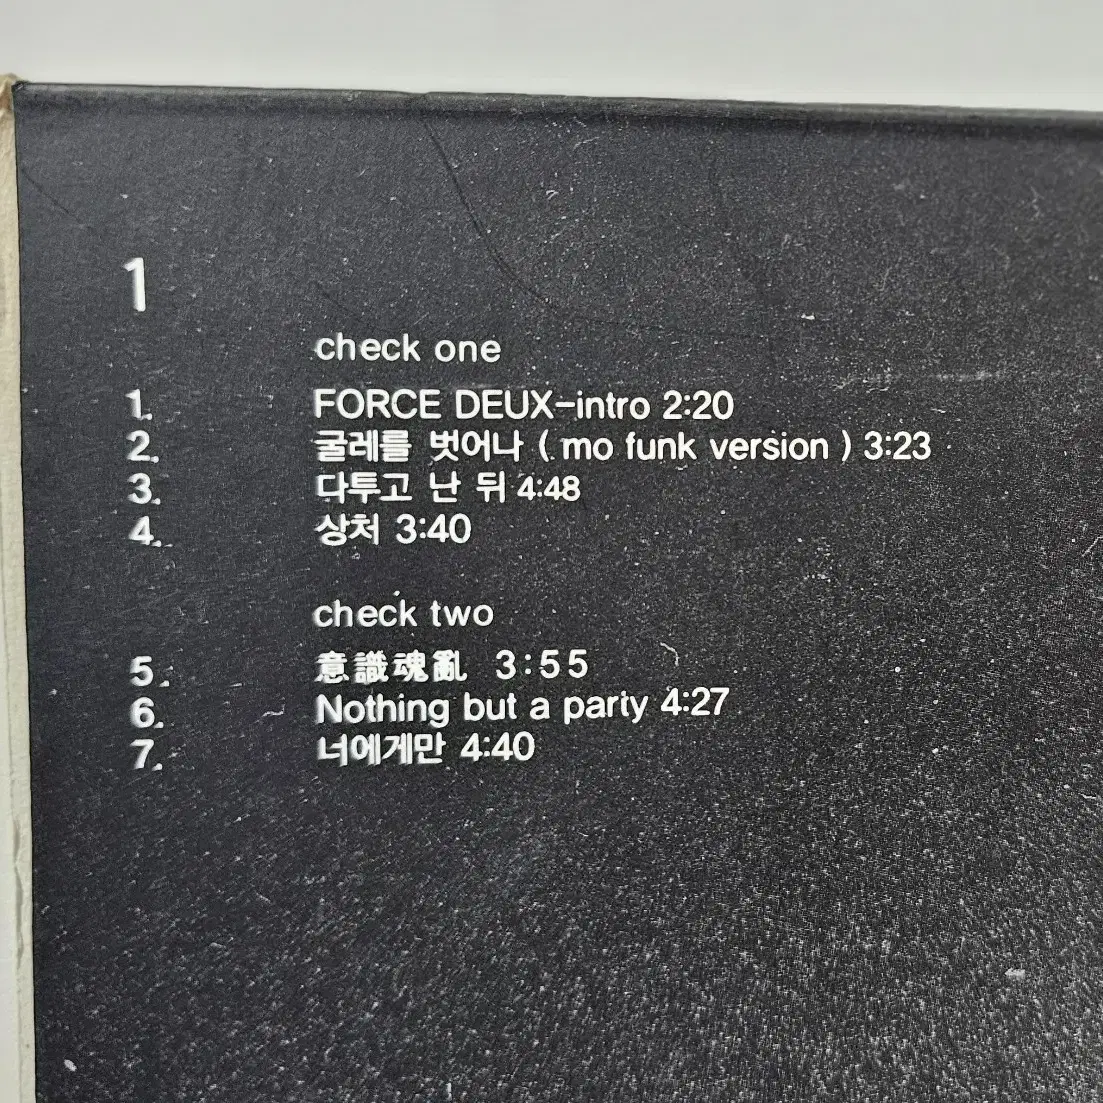 1
check one
1. FORCE DEUX-intro 2:20
2. 굴레를 벗어나 ( mo funk version ) 3:23
3. 다투고 난 뒤 4:48
4. 상처 3:40
check two
5. 意識魂亂 3:55
6. Nothing but a party 4:27
7. 너에게만 4:40